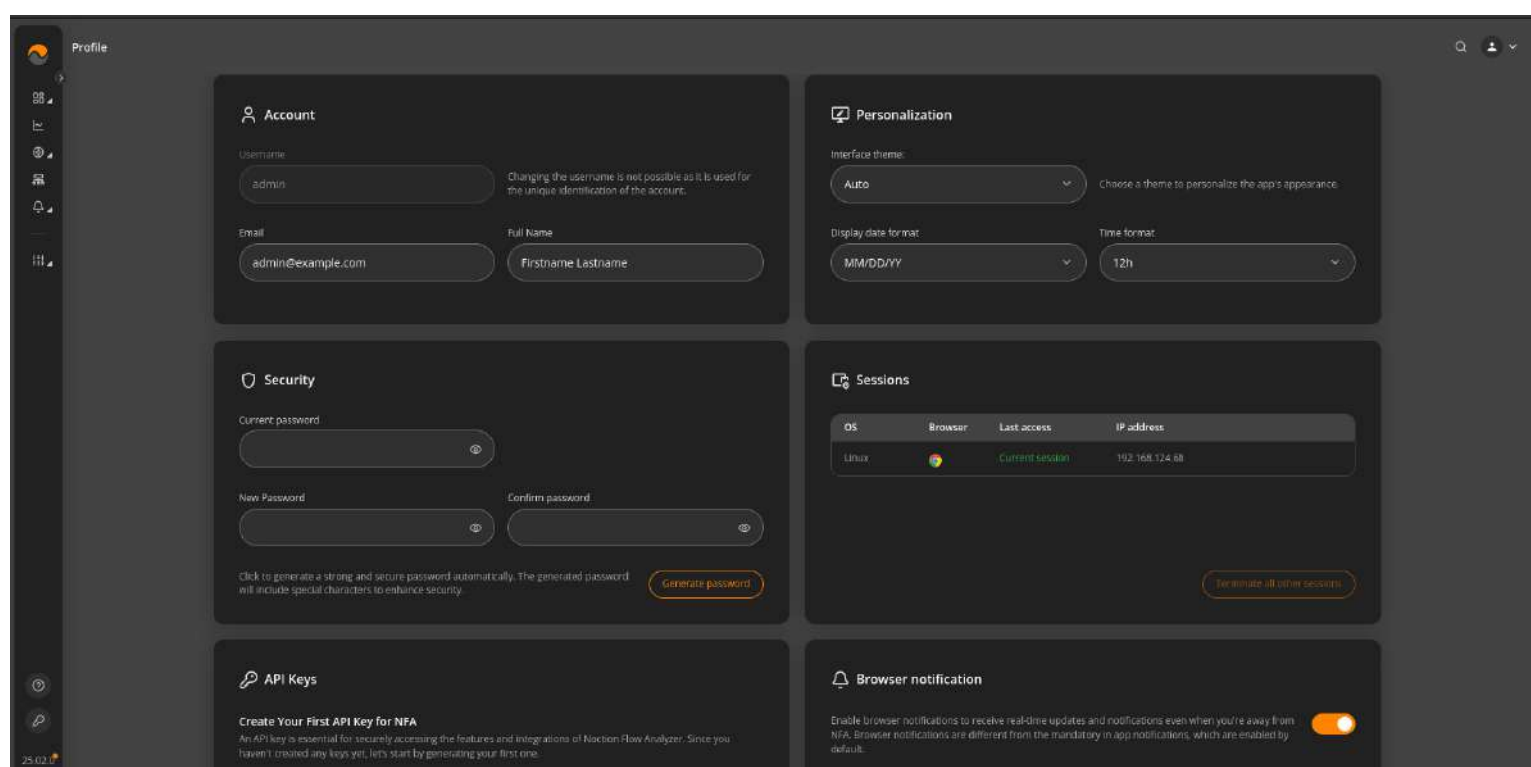 Profile
Account
Username
admin
Changing the username is not possible as it is used for
the unique identification of the account.
Email
Full Name
admin@example.com
Firstname Lastname
Personalization
Interface theme:
Auto
Choose a theme to personalize the app's appearance.
Display date format
Time format
MM/DD/YY
12h
Security
Current password
New Password
Confirm password
Click to generate a strong and secure password automatically. The generated password
will include special characters to enhance security.
Generate password
Sessions
OS Browser Last access IP address
Linux Current session 192.168.124.68
Terminate all other sessions
API Keys
Create Your First API Key for NFA
An API key is essential for securely accessing the features and integrations of Noction Flow Analyzer. Since you
haven't created any keys yet, let's start by generating your first one.
Browser notification
Enable browser notifications to receive real-time updates and notifications even when you're away from
NFA. Browser notifications are different from the mandatory in app notifications, which are enabled by
default.
25.02.0